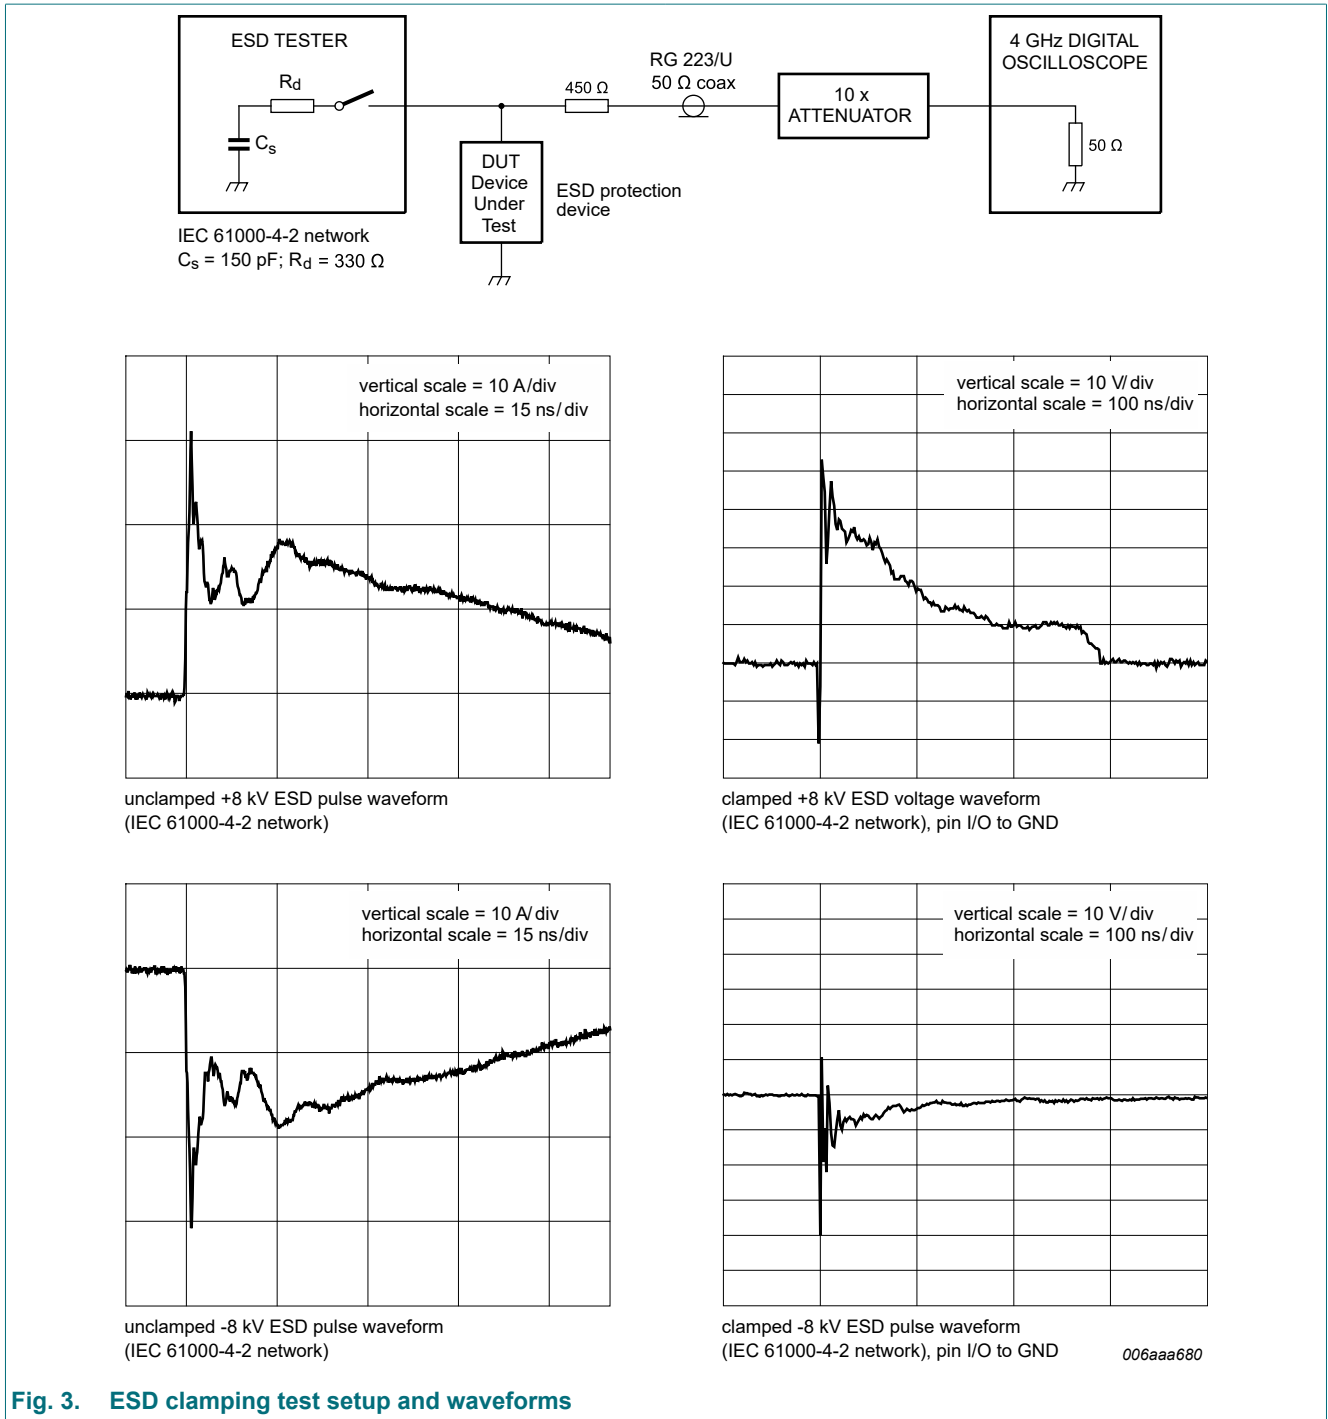 ESD TESTER
Rd
Cs
IEC 61000-4-2 network
Cs = 150 pF; Rd = 330 Ω
DUT
Device
Under
Test
ESD protection
device
450 Ω
RG 223/U
50 Ω coax
10 x
ATTENUATOR
4 GHz DIGITAL
OSCILLOSCOPE
50 Ω
vertical scale = 10 A/div
horizontal scale = 15 ns/div
unclamped +8 kV ESD pulse waveform
(IEC 61000-4-2 network)
vertical scale = 10 V/div
horizontal scale = 100 ns/div
clamped +8 kV ESD voltage waveform
(IEC 61000-4-2 network), pin I/O to GND
vertical scale = 10 A/div
horizontal scale = 15 ns/div
unclamped -8 kV ESD pulse waveform
(IEC 61000-4-2 network)
vertical scale = 10 V/div
horizontal scale = 100 ns/div
clamped -8 kV ESD pulse waveform
(IEC 61000-4-2 network), pin I/O to GND
006aaa680
Fig. 3. ESD clamping test setup and waveforms